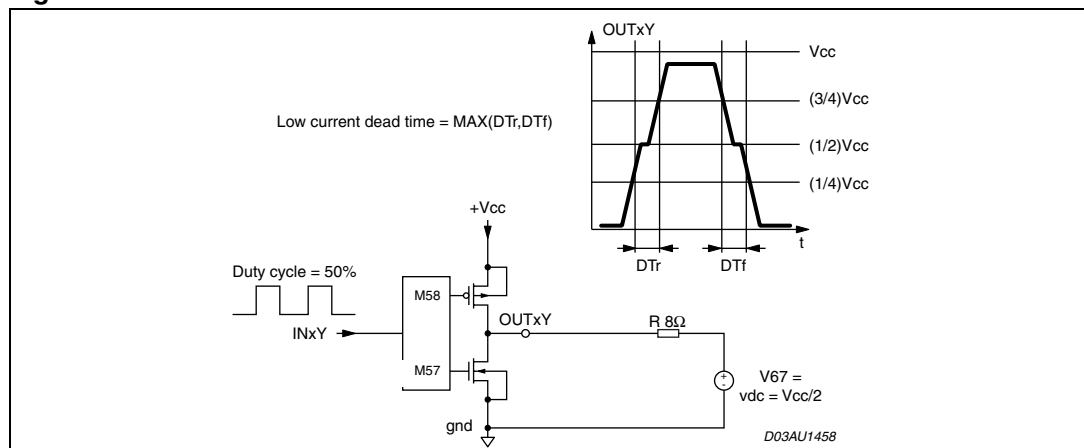 OUTxY
Vcc
(3/4)Vcc
Low current dead time = MAX(DTr,DTf)
(1/2)Vcc
(1/4)Vcc
+Vcc
t
DTr
DTf
Duty cycle = 50%
M58
OUTxY
R 8Ω
INxY
M57
+
-
V67 =
vdc = Vcc/2
gnd
D03AU1458